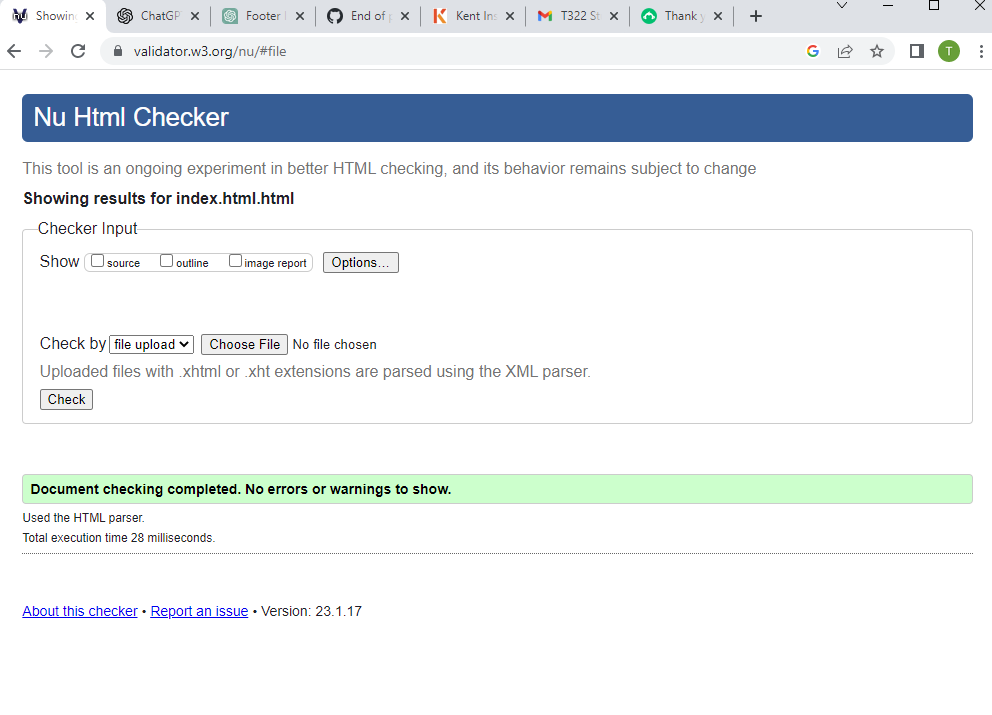 Showin ChatGP Footer End of Kent Ins T322 St Thank
validator.w3.org/nu/#file T
Nu Html Checker
This tool is an ongoing experiment in better HTML checking, and its behavior remains subject to change
Showing results for index.html.html
Checker Input
Show source outline image report Options...
Check by file upload Choose File No file chosen
Uploaded files with .xhtml or .xht extensions are parsed using the XML parser.
Check
Document checking completed. No errors or warnings to show.
Used the HTML parser.
Total execution time 28 milliseconds.
About this checker • Report an issue • Version: 23.1.17